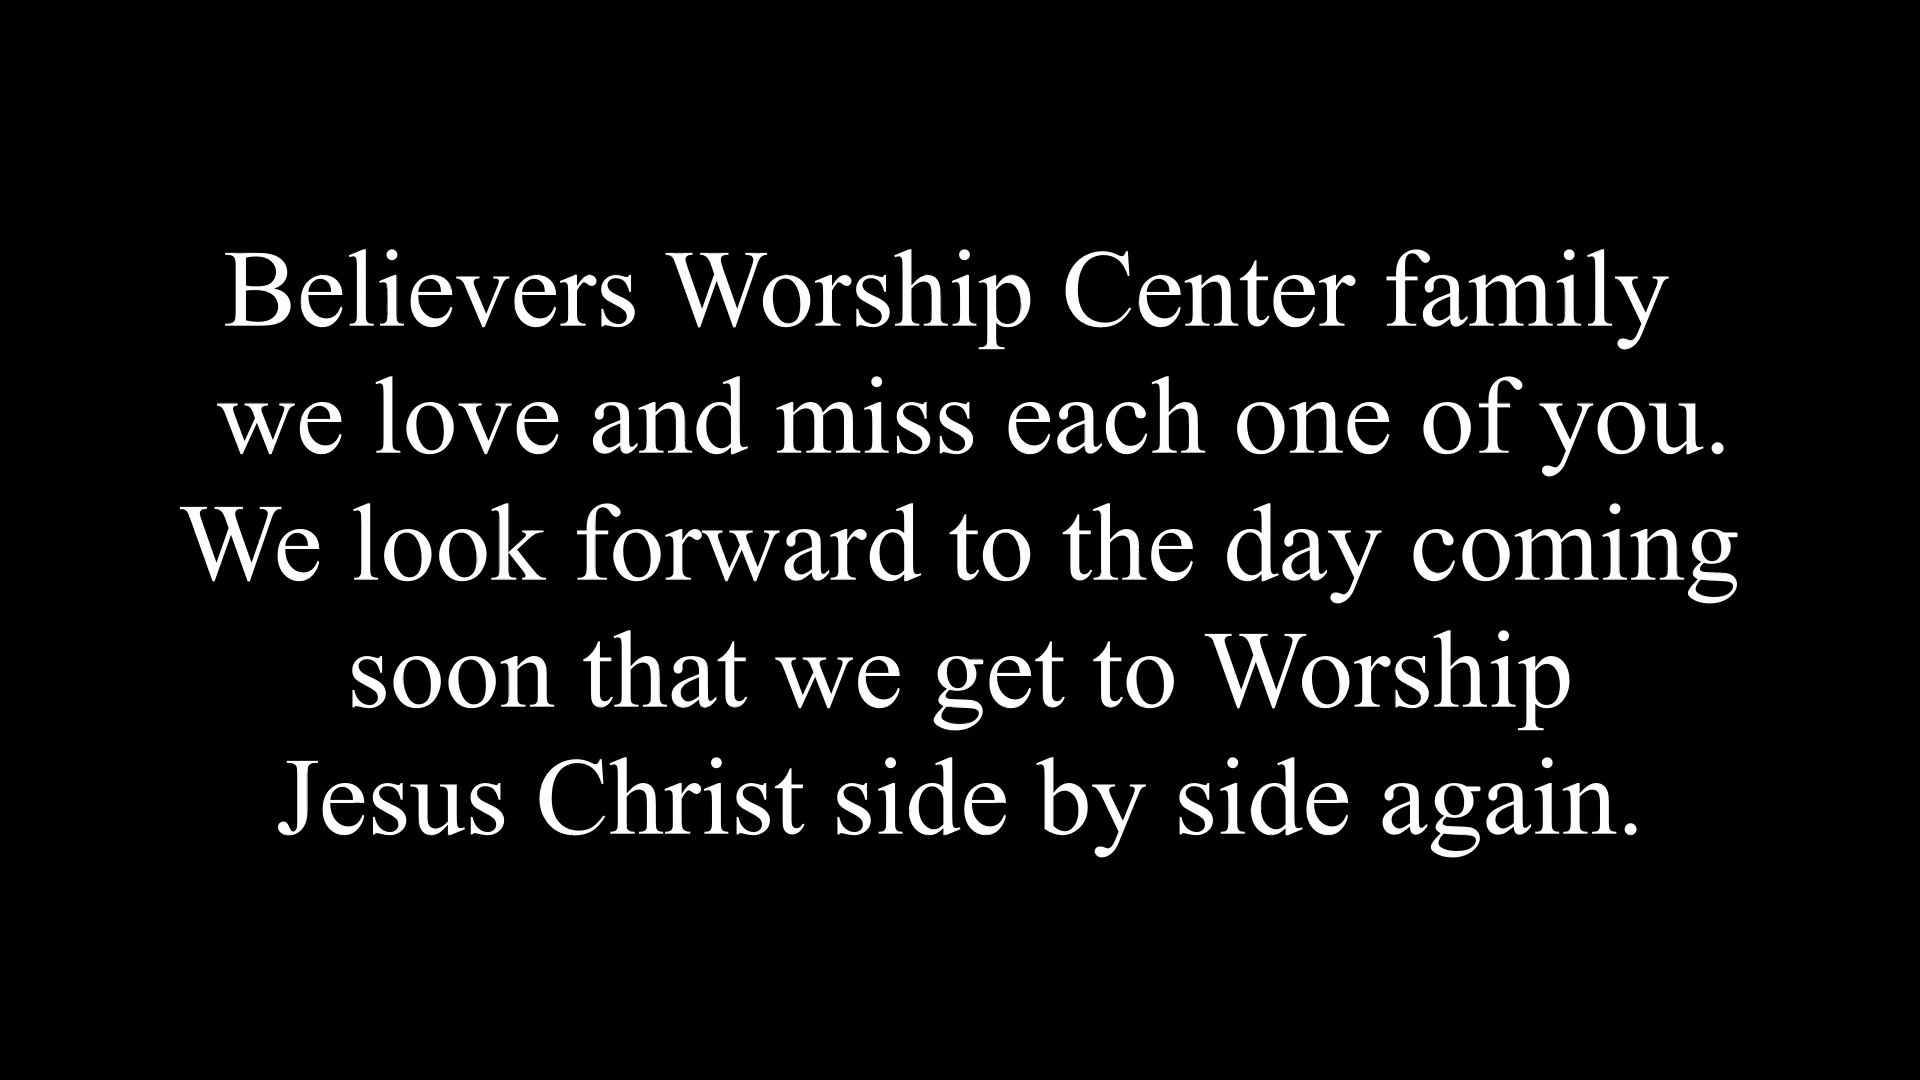 Believers Worship Center family
we love and miss each one of you.
We look forward to the day coming
soon that we get to Worship
Jesus Christ side by side again.